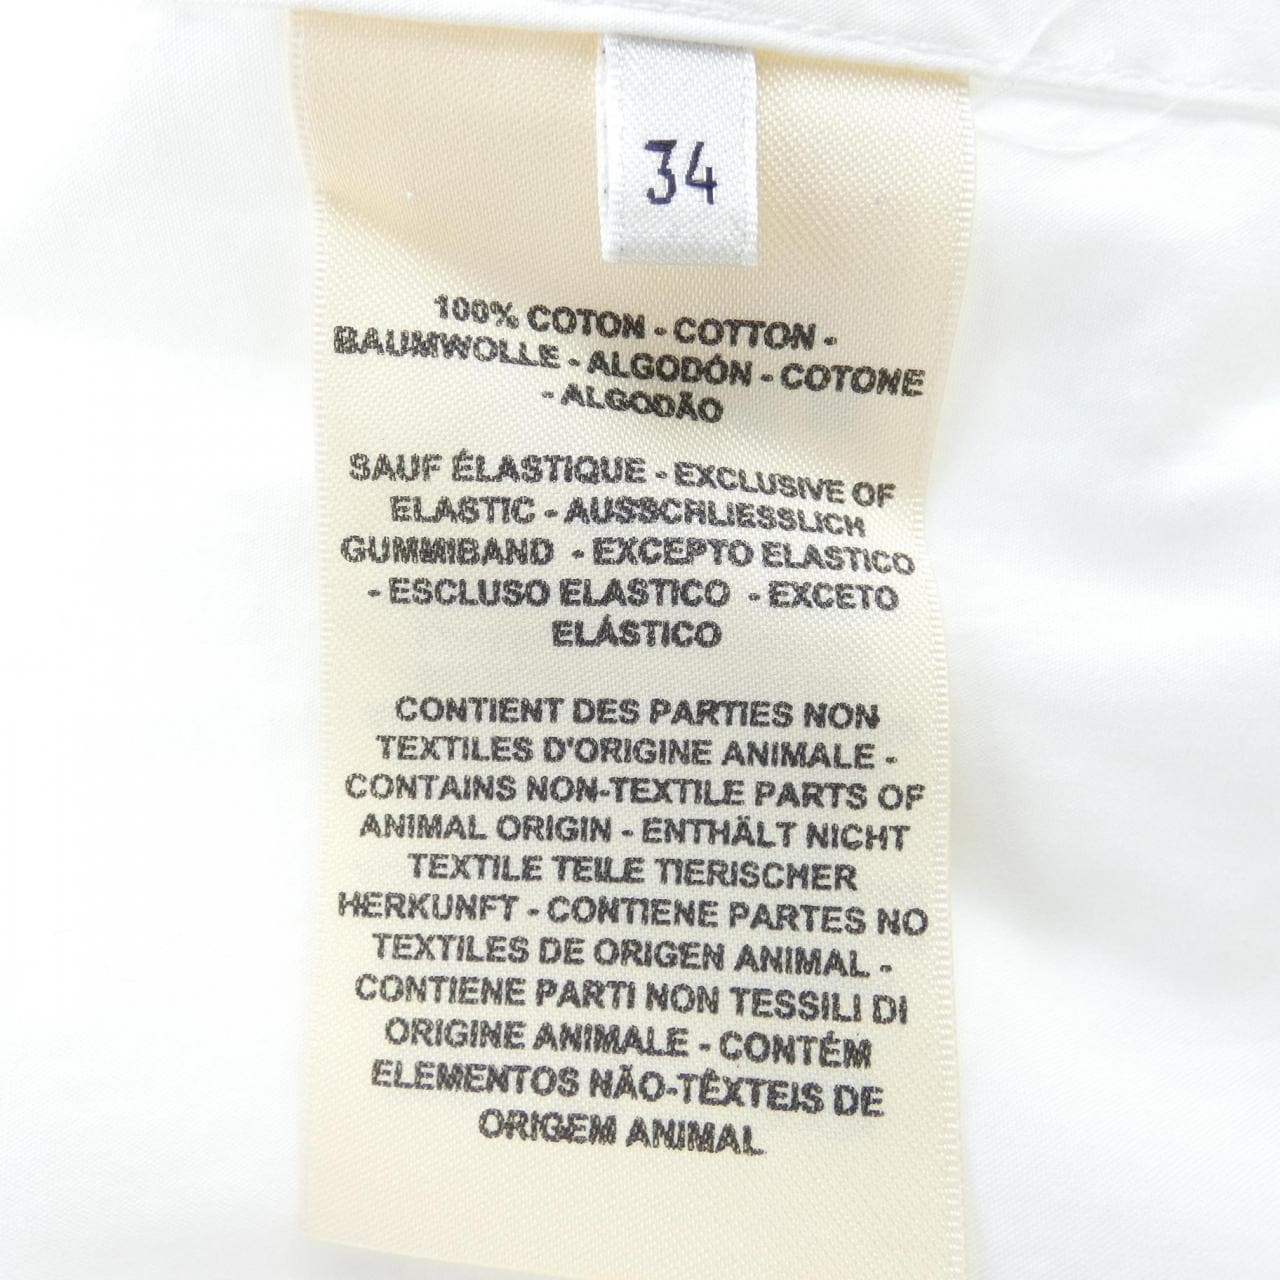 34
100% COTON - COTTON -
BAUMWOLLE - ALGODÓN - COTONE
- ALGODÃO
SAUF ÉLASTIQUE - EXCLUSIVE OF
ELASTIC - AUSSCHLIESSLICH
GUMMIBAND - EXCEPTO ELASTICO
- ESCLUSO ELASTICO - EXCETO
ELÁSTICO
CONTIENT DES PARTIES NON
TEXTILES D'ORIGINE ANIMALE -
CONTAINS NON-TEXTILE PARTS OF
ANIMAL ORIGIN - ENTHÄLT NICHT
TEXTILE TEILE TIERISCHER
HERKUNFT - CONTIENE PARTES NO
TEXTILES DE ORIGEN ANIMAL -
CONTIENE PARTI NON TESSILI DI
ORIGINE ANIMALE - CONTÉM
ELEMENTOS NÃO-TÊXTEIS DE
ORIGEM ANIMAL